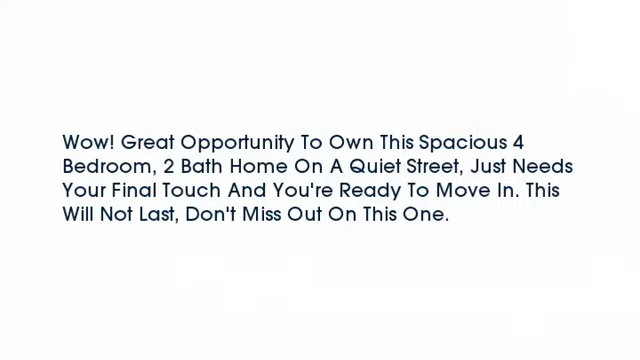 Wow! Great Opportunity To Own This Spacious 4
Bedroom, 2 Bath Home On A Quiet Street, Just Needs
Your Final Touch And You're Ready To Move In. This
Will Not Last, Don't Miss Out On This One.